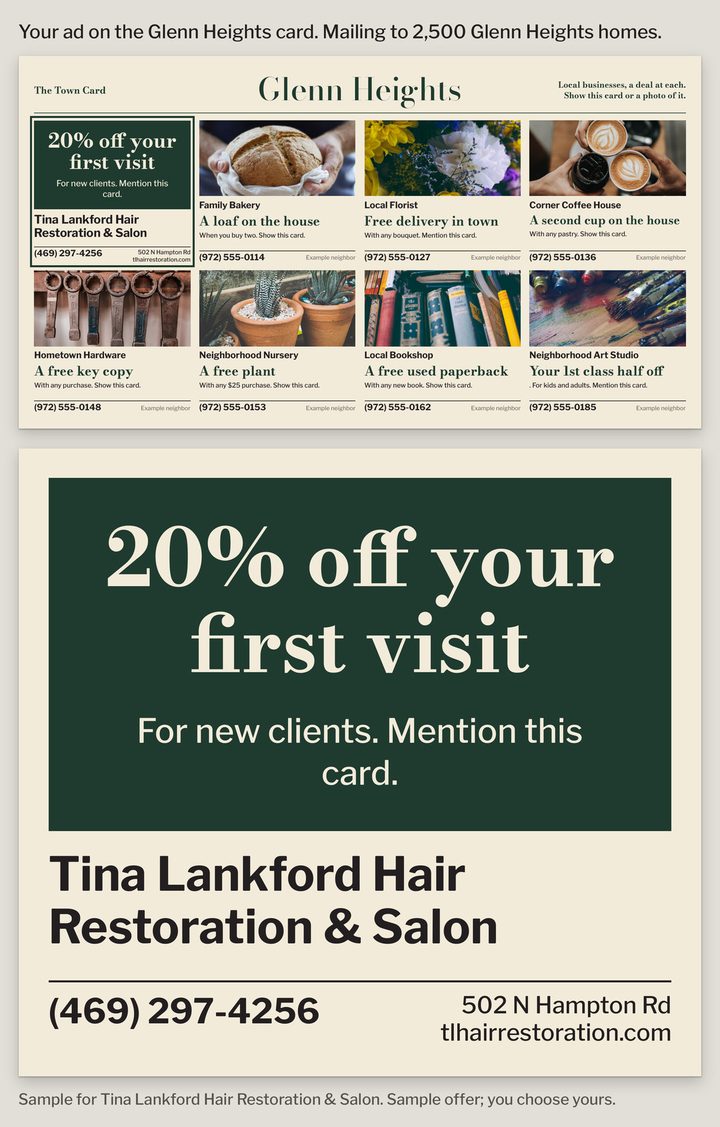 Your ad on the Glenn Heights card. Mailing to 2,500 Glenn Heights homes.
The Town Card
Glenn Heights
Local businesses, a deal at each.
Show this card or a photo of it.
20% off your
first visit
For new clients. Mention this
card.
Tina Lankford Hair
Restoration & Salon
(469) 297-4256
502 N Hampton Rd
tlhairrestoration.com
Family Bakery
A loaf on the house
When you buy two. Show this card.
(972) 555-0114
Example neighbor
Local Florist
Free delivery in town
With any bouquet. Mention this card.
(972) 555-0127
Example neighbor
Corner Coffee House
A second cup on the house
With any pastry. Show this card.
(972) 555-0136
Example neighbor
Hometown Hardware
A free key copy
With any purchase. Show this card.
(972) 555-0148
Example neighbor
Neighborhood Nursery
A free plant
With any $25 purchase. Show this card.
(972) 555-0153
Example neighbor
Local Bookshop
A free used paperback
With any new book. Show this card.
(972) 555-0162
Example neighbor
Neighborhood Art Studio
Your 1st class half off
. For kids and adults. Mention this card.
(972) 555-0185
Example neighbor
20% off your
first visit
For new clients. Mention this
card.
Tina Lankford Hair
Restoration & Salon
(469) 297-4256
502 N Hampton Rd
tlhairrestoration.com
Sample for Tina Lankford Hair Restoration & Salon. Sample offer; you choose yours.